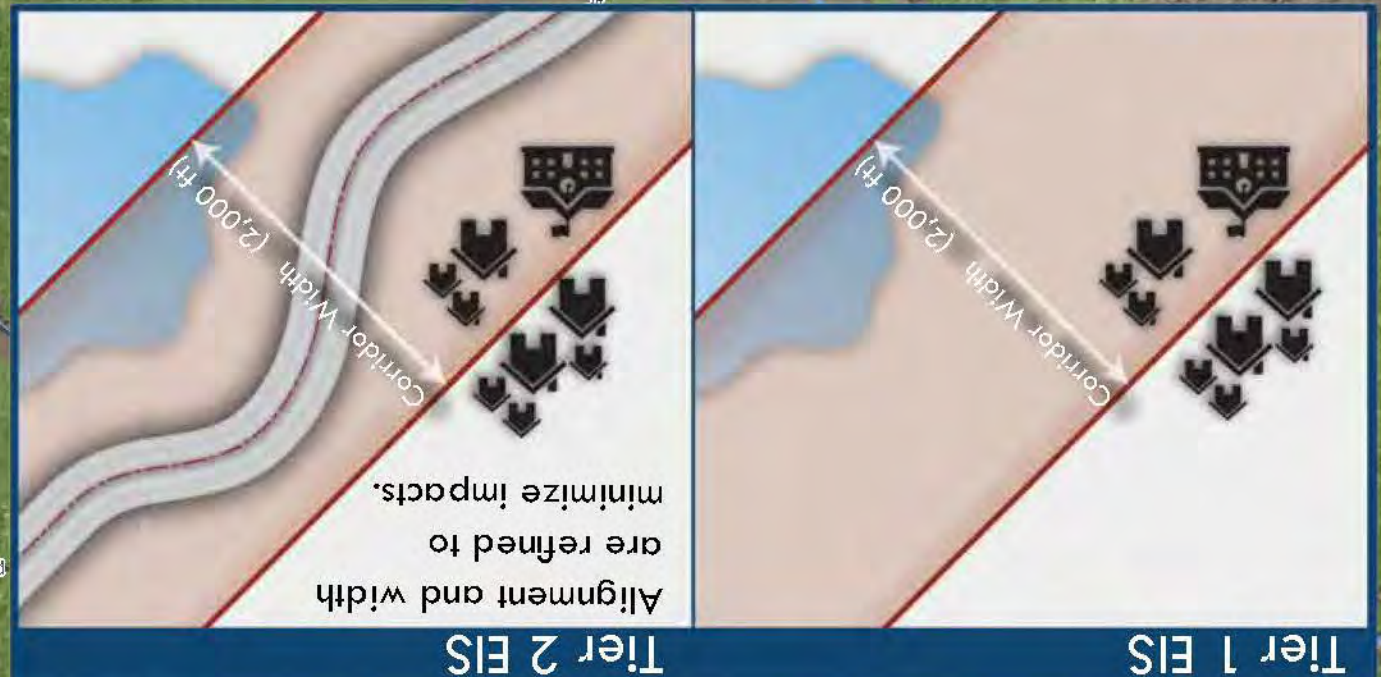 Tier 1 EIS
Corridor Width (2,000 ft)
Tier 2 EIS
Alignment and width
are refined to
minimize impacts.
Corridor Width (2,000 ft)